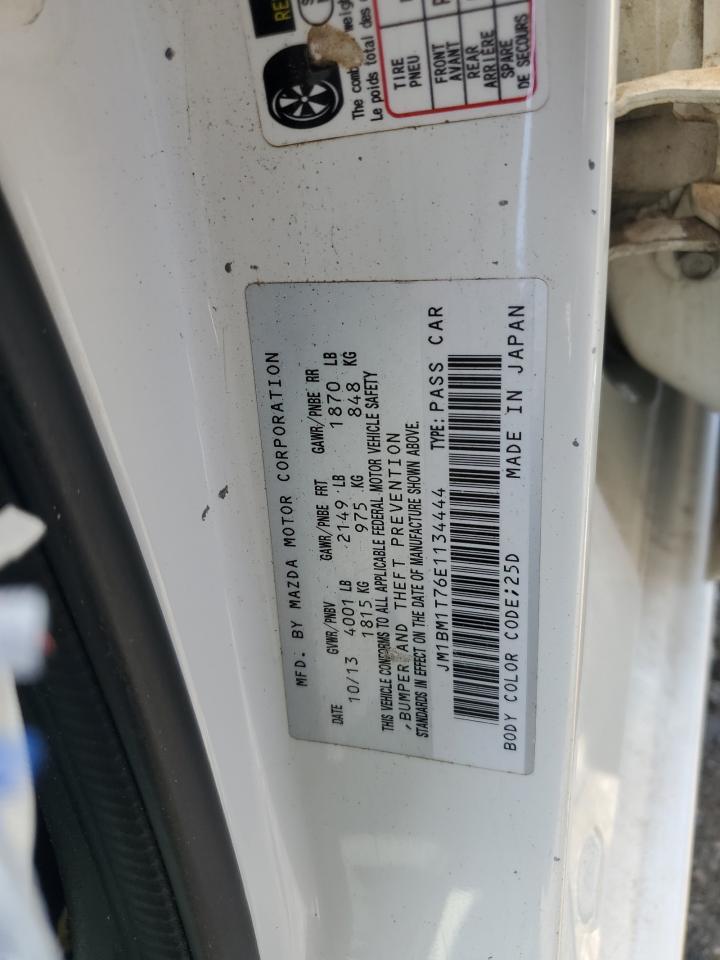 The comb
weigh
Le poids total des
TIRE
PNEU
FRONT
AVANT
REAR
ARRIÈRE
SPARE
DE SECOURS
MFD. BY MAZDA MOTOR CORPORATION
DATE GVWR/PNBV GAWR/PNBE FRT GAWR/PNBE RR
10/13 4001 LB 2149 LB 1870 LB
1815 KG 975 KG 848 KG
THIS VEHICLE CONFORMS TO ALL APPLICABLE FEDERAL MOTOR VEHICLE SAFETY
,BUMPER, AND THEFT PREVENTION
STANDARDS IN EFFECT ON THE DATE OF MANUFACTURE SHOWN ABOVE.
JM1BM1T76E1134444 TYPE: PASS CAR
BODY COLOR CODE;25D MADE IN JAPAN